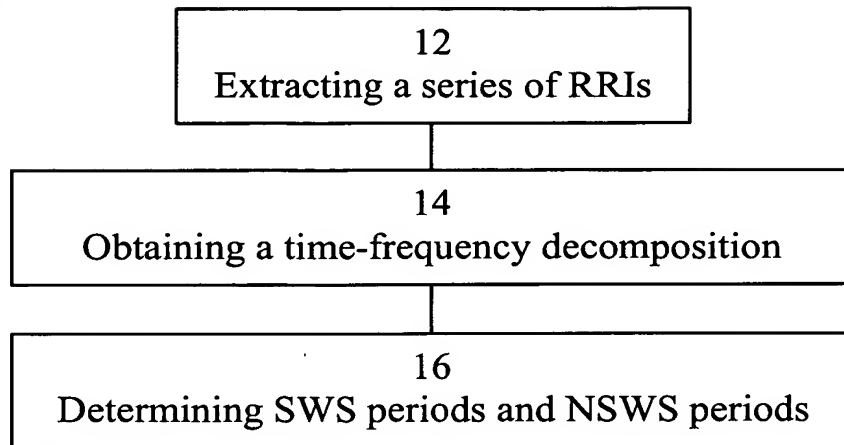 12
Extracting a series of RRIs
14
Obtaining a time-frequency decomposition
16
Determining SWS periods and NSWS periods